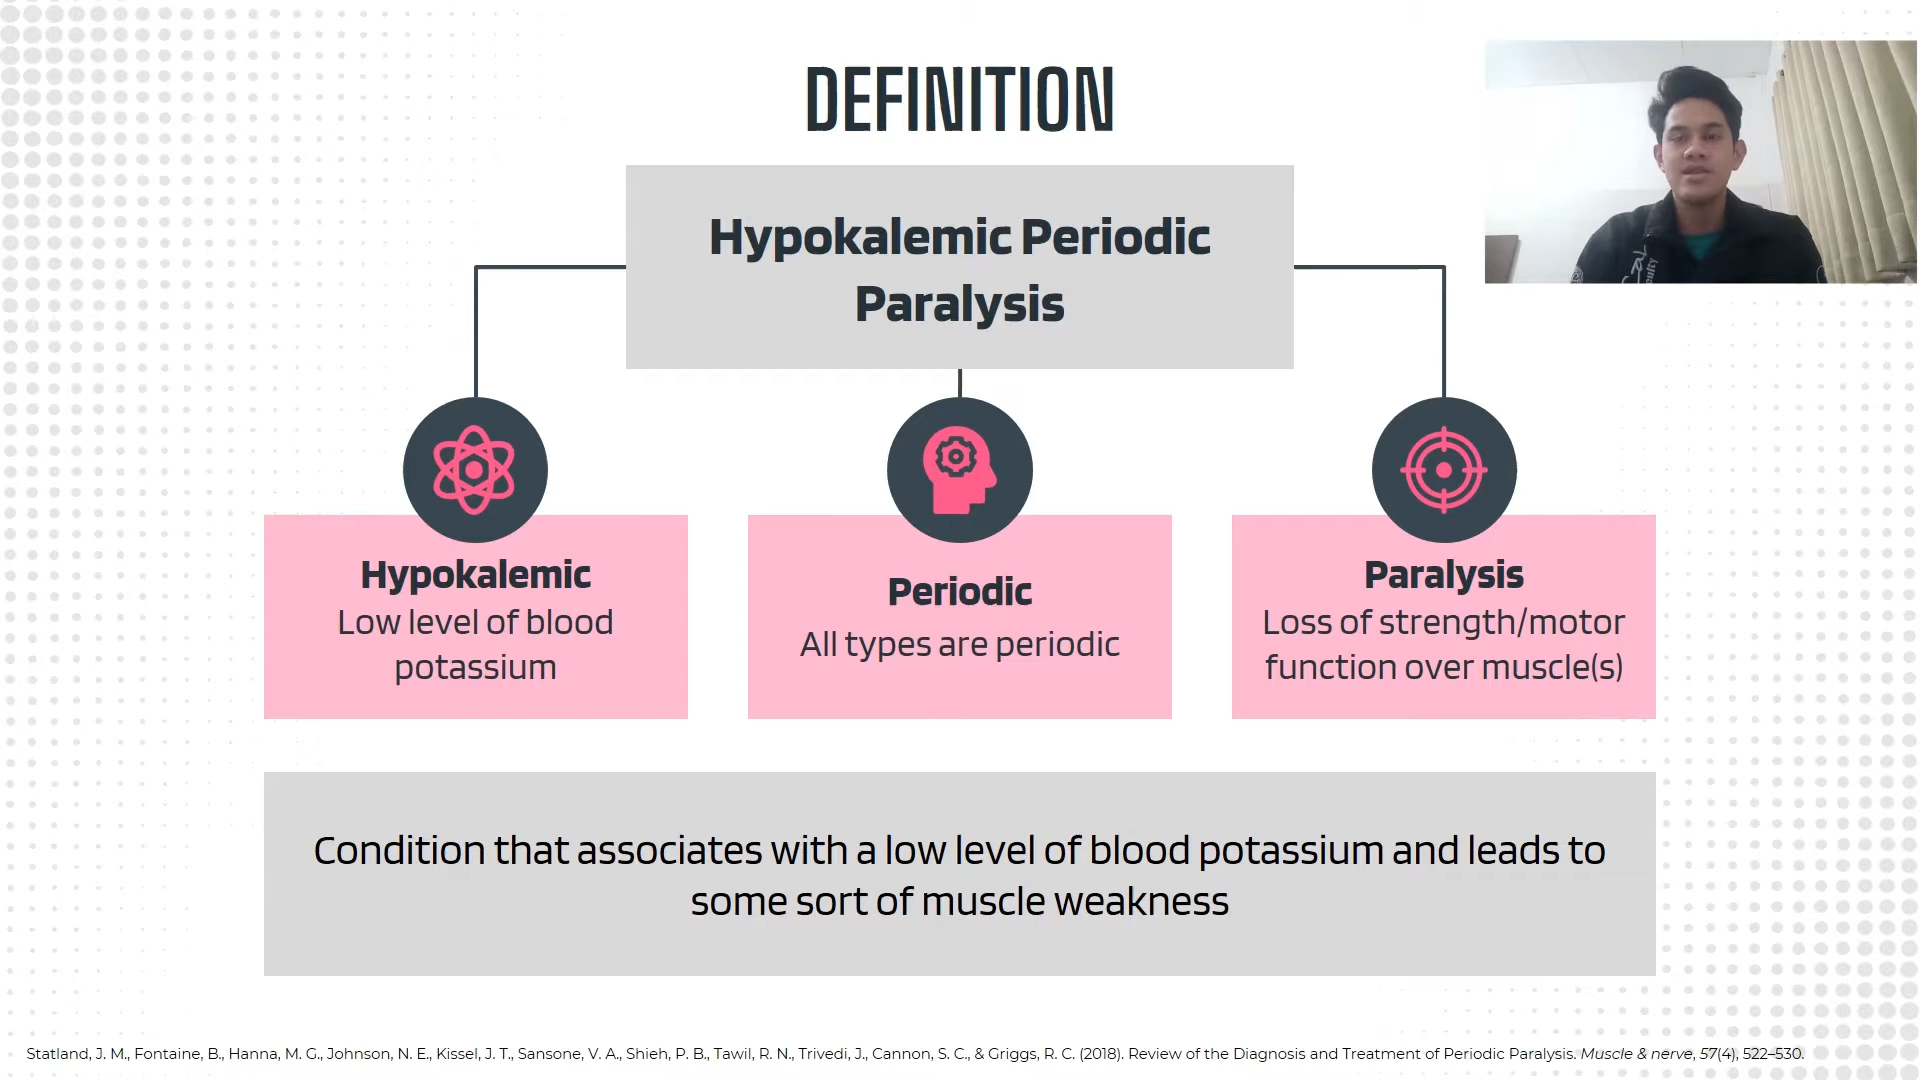 DEFINITION
Hypokalemic Periodic
Paralysis
Hypokalemic
Low level of blood
potassium
Periodic
All types are periodic
Paralysis
Loss of strength/motor
function over muscle(s)
Condition that associates with a low level of blood potassium and leads to
some sort of muscle weakness
Statland, J. M., Fontaine, B., Hanna, M. G., Johnson, N. E., Kissel, J. T., Sansone, V. A., Shieh, P. B., Tawil, R. N., Trivedi, J., Cannon, S. C., & Griggs, R. C. (2018). Review of the Diagnosis and Treatment of Periodic Paralysis. Muscle & nerve, 57(4), 522–530.